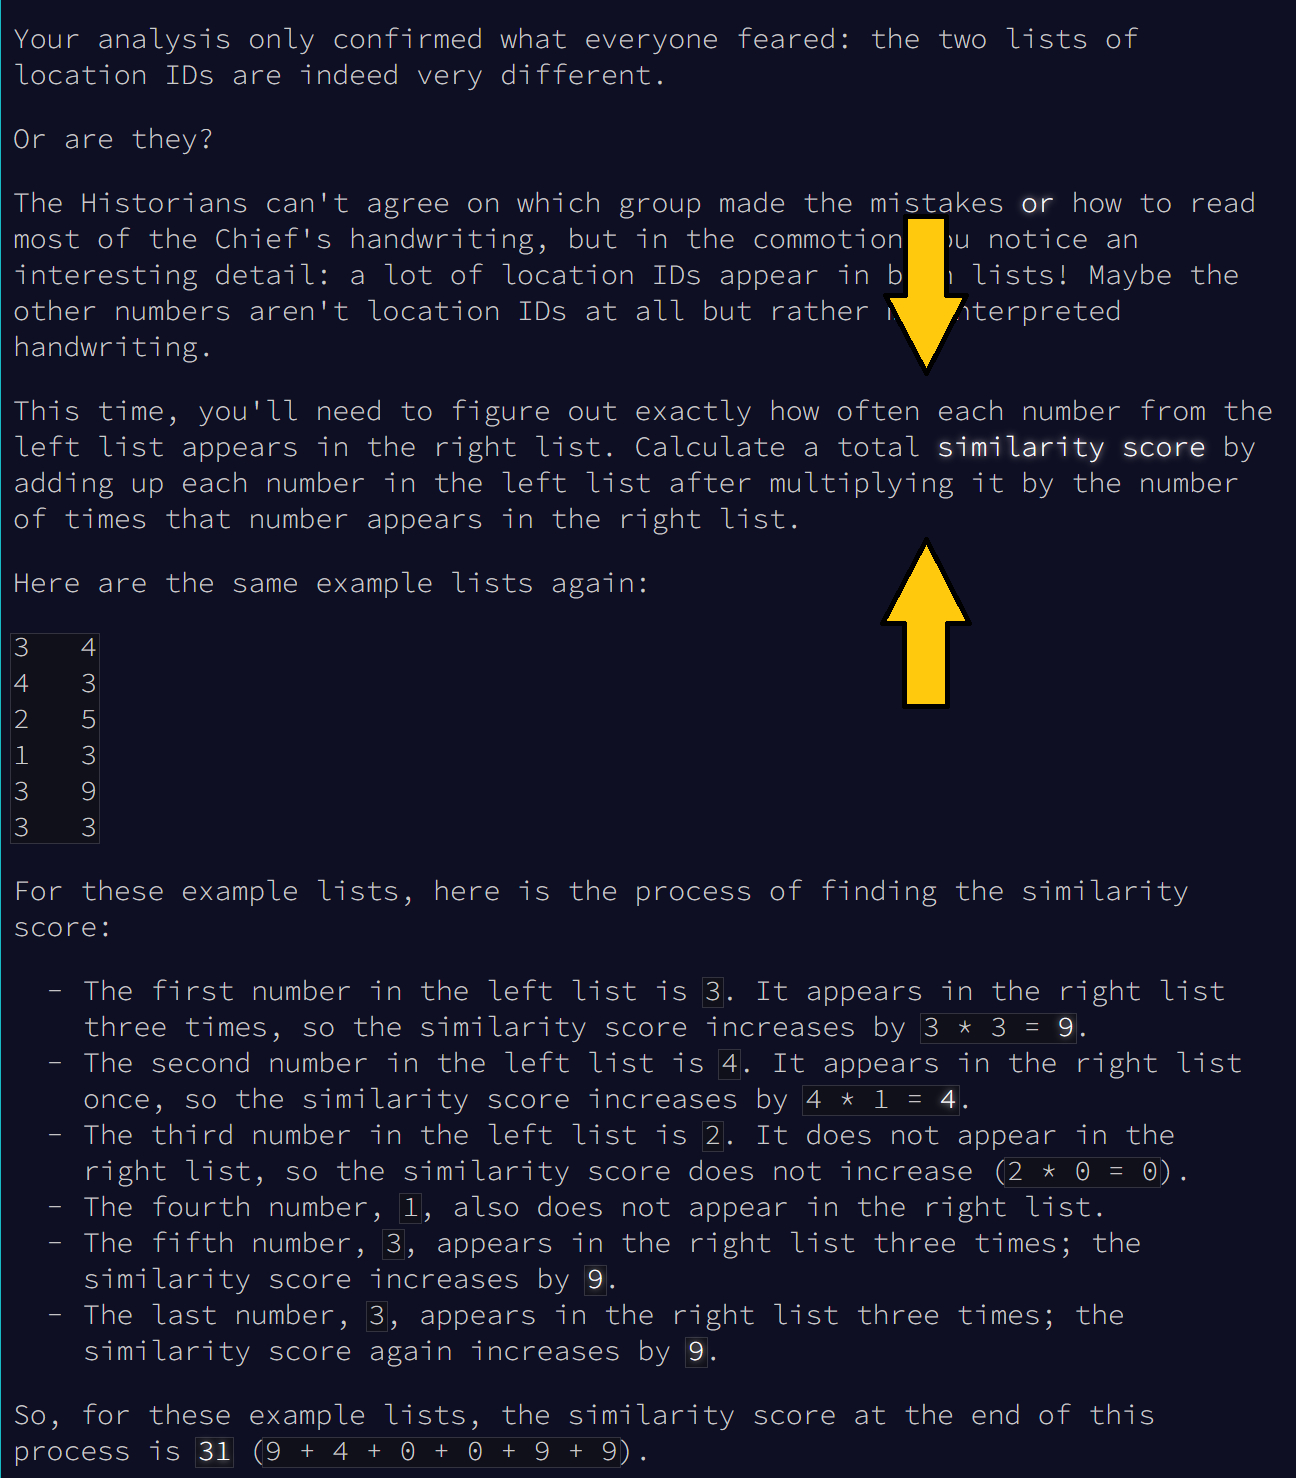 Your analysis only confirmed what everyone feared: the two lists of
location IDs are indeed very different.
Or are they?
The Historians can't agree on which group made the mistakes or how to read
most of the Chief's handwriting, but in the commotion notice an
interesting detail: a lot of location IDs appear in lists! Maybe the
other numbers aren't location IDs at all but rather
handwriting.
This time, you'll need to figure out exactly how often each number from the
left list appears in the right list. Calculate a total similarity score by
adding up each number in the left list after multiplying it by the number
of times that number appears in the right list.
Here are the same example lists again:
3 4
4 3
2 5
1 3
3 9
3 3
For these example lists, here is the process of finding the similarity
score:
- The first number in the left list is 3. It appears in the right list
three times, so the similarity score increases by 3 * 3 = 9.
- The second number in the left list is 4. It appears in the right list
once, so the similarity score increases by 4 * 1 = 4.
- The third number in the left list is 2. It does not appear in the
right list, so the similarity score does not increase (2 * 0 = 0).
- The fourth number, 1, also does not appear in the right list.
- The fifth number, 3, appears in the right list three times; the
similarity score increases by 9.
- The last number, 3, appears in the right list three times; the
similarity score again increases by 9.
So, for these example lists, the similarity score at the end of this
process is 31 (9 + 4 + 0 + 0 + 9 + 9).